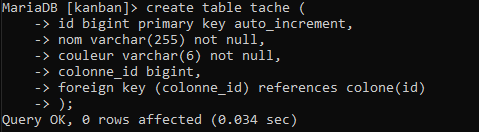 MariaDB [kanban]> create table tache (
    -> id bigint primary key auto_increment,
    -> nom varchar(255) not null,
    -> couleur varchar(6) not null,
    -> colonne_id bigint,
    -> foreign key (colonne_id) references colone(id)
    -> );
Query OK, 0 rows affected (0.034 sec)